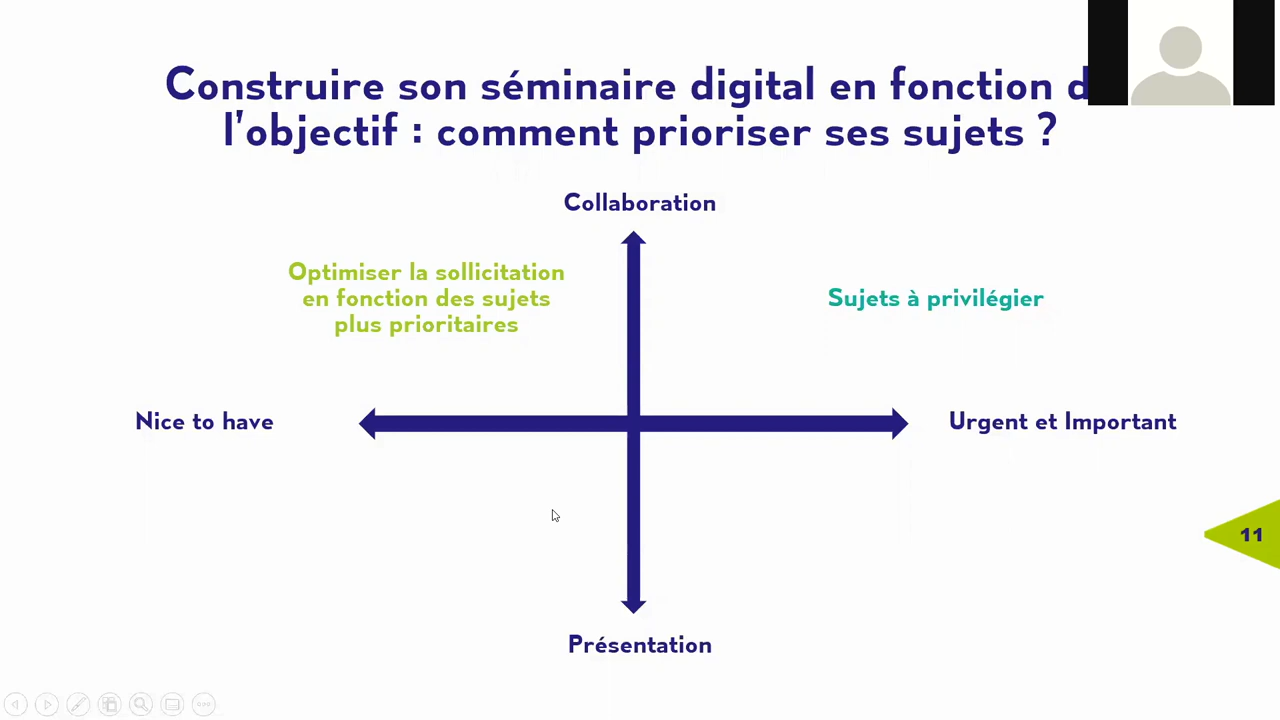 Construire son séminaire digital en fonction d
l'objectif : comment prioriser ses sujets ?
Collaboration
Optimiser la sollicitation
en fonction des sujets
plus prioritaires
Sujets à privilégier
Nice to have
Urgent et Important
11
Présentation